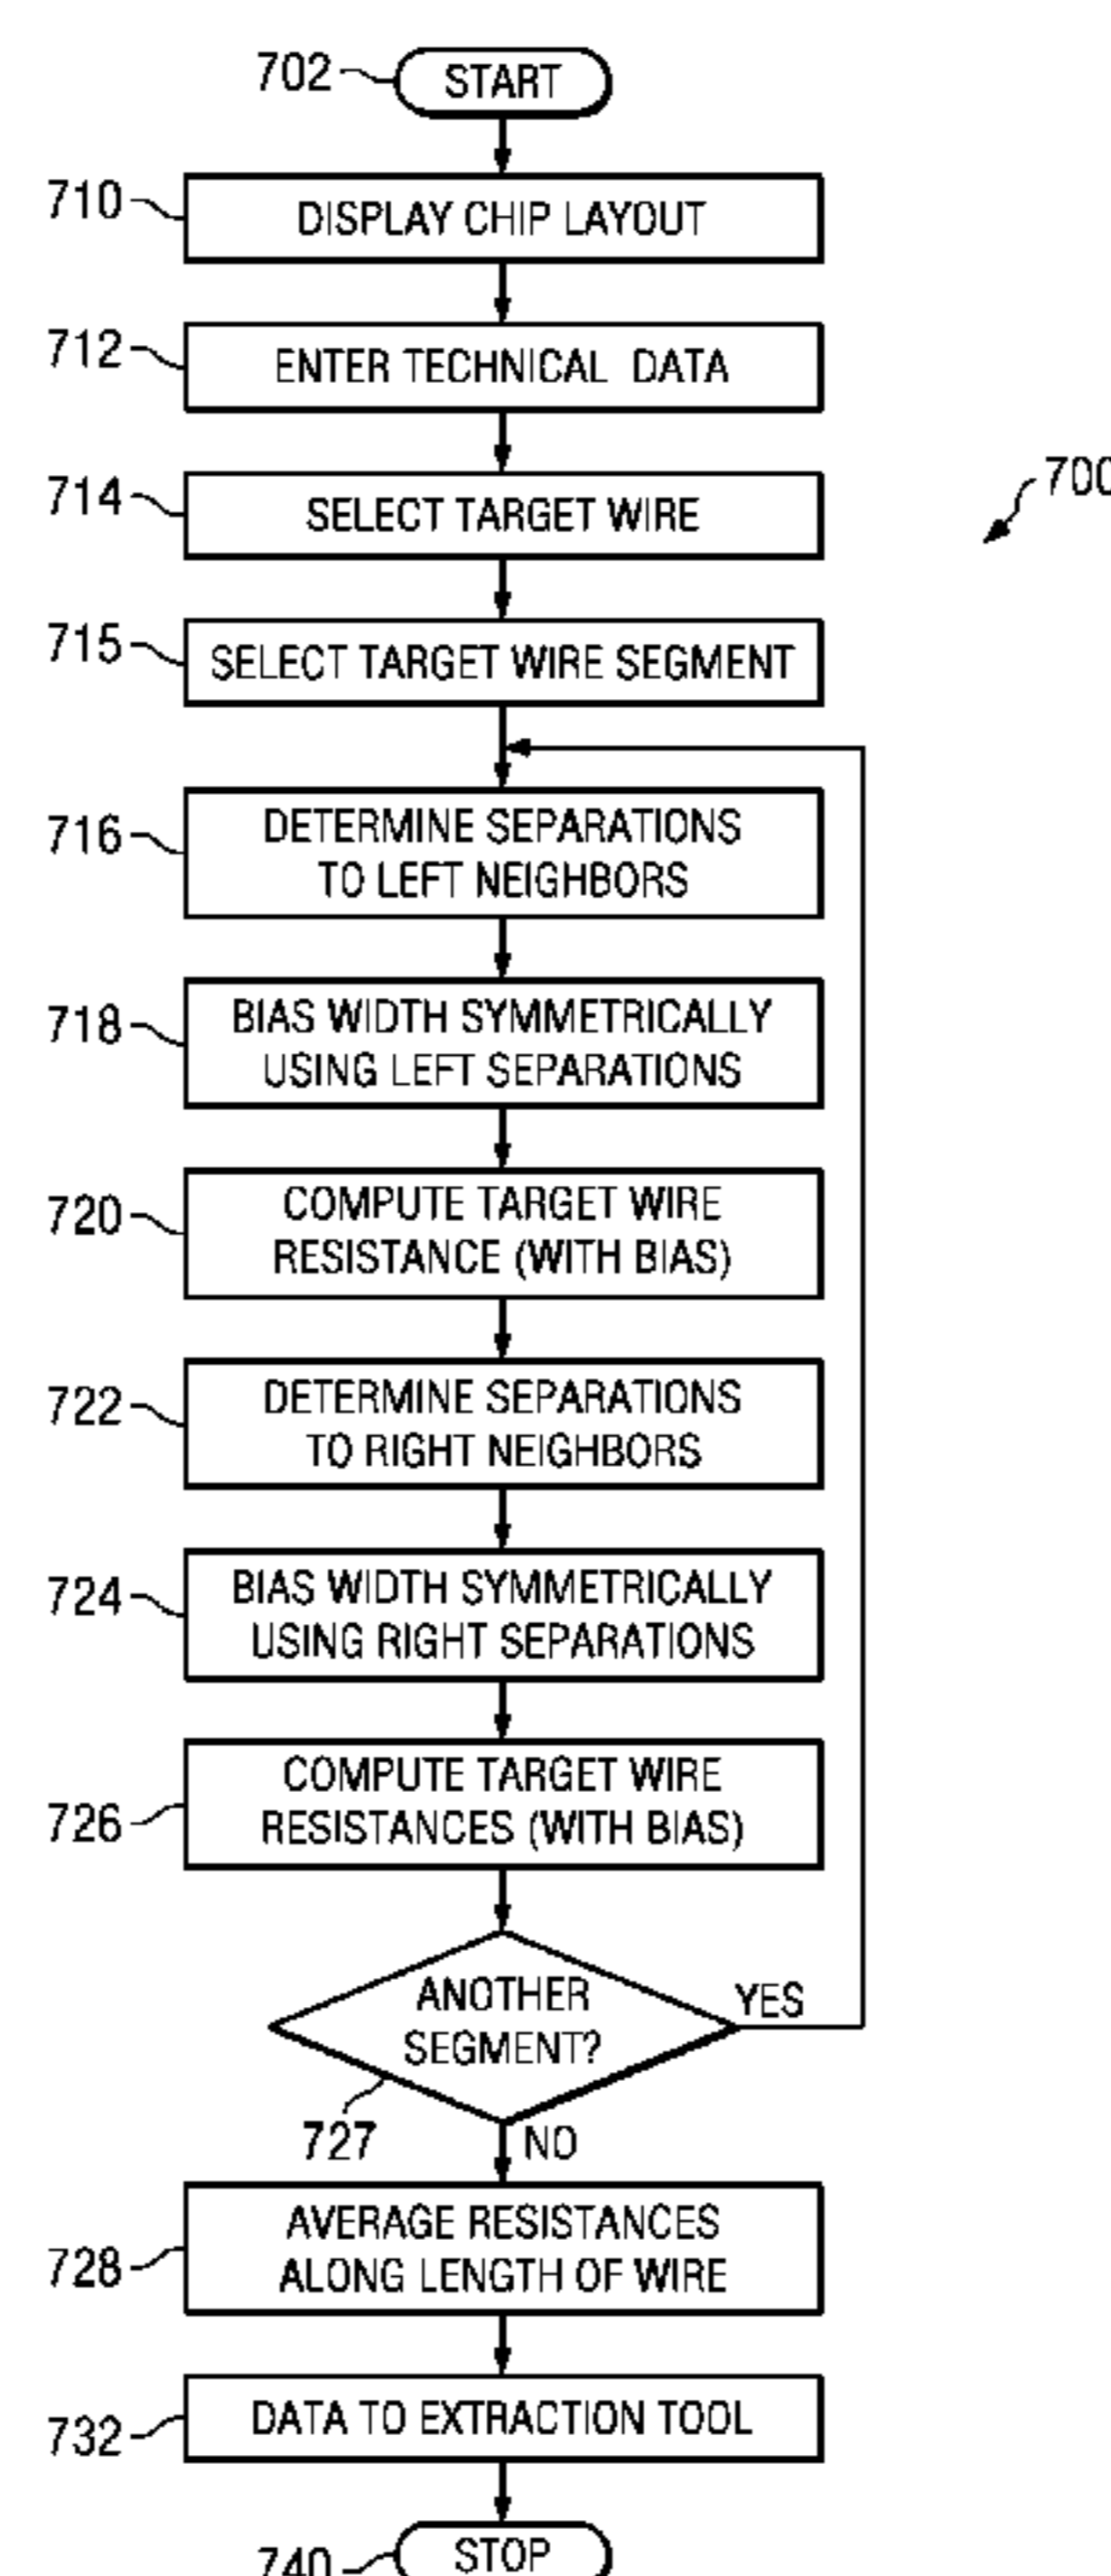 702
START
710
DISPLAY CHIP LAYOUT
712
ENTER TECHNICAL DATA
714
SELECT TARGET WIRE
700
715
SELECT TARGET WIRE SEGMENT
716
DETERMINE SEPARATIONS
TO LEFT NEIGHBORS
718
BIAS WIDTH SYMMETRICALLY
USING LEFT SEPARATIONS
720
COMPUTE TARGET WIRE
RESISTANCE (WITH BIAS)
722
DETERMINE SEPARATIONS
TO RIGHT NEIGHBORS
724
BIAS WIDTH SYMMETRICALLY
USING RIGHT SEPARATIONS
726
COMPUTE TARGET WIRE
RESISTANCES (WITH BIAS)
ANOTHER
SEGMENT?
YES
727
NO
728
AVERAGE RESISTANCES
ALONG LENGTH OF WIRE
732
DATA TO EXTRACTION TOOL
740
STOP